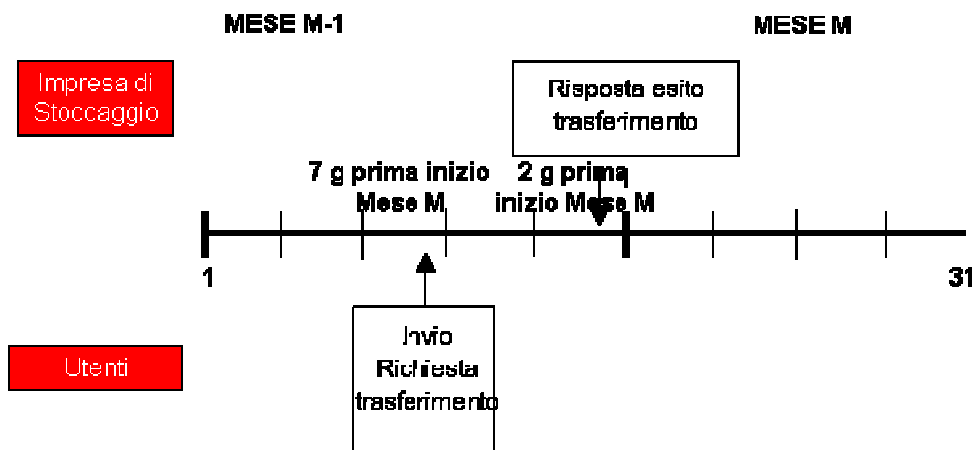 MESE M-1
MESE M
Impresa di
Stoccaggio
Risposta esito
trasferimento
7 g prima inizio
Mese M
2 g prima
inizio Mese M
1
31
Invio
Richiesta
trasferimento
Utenti